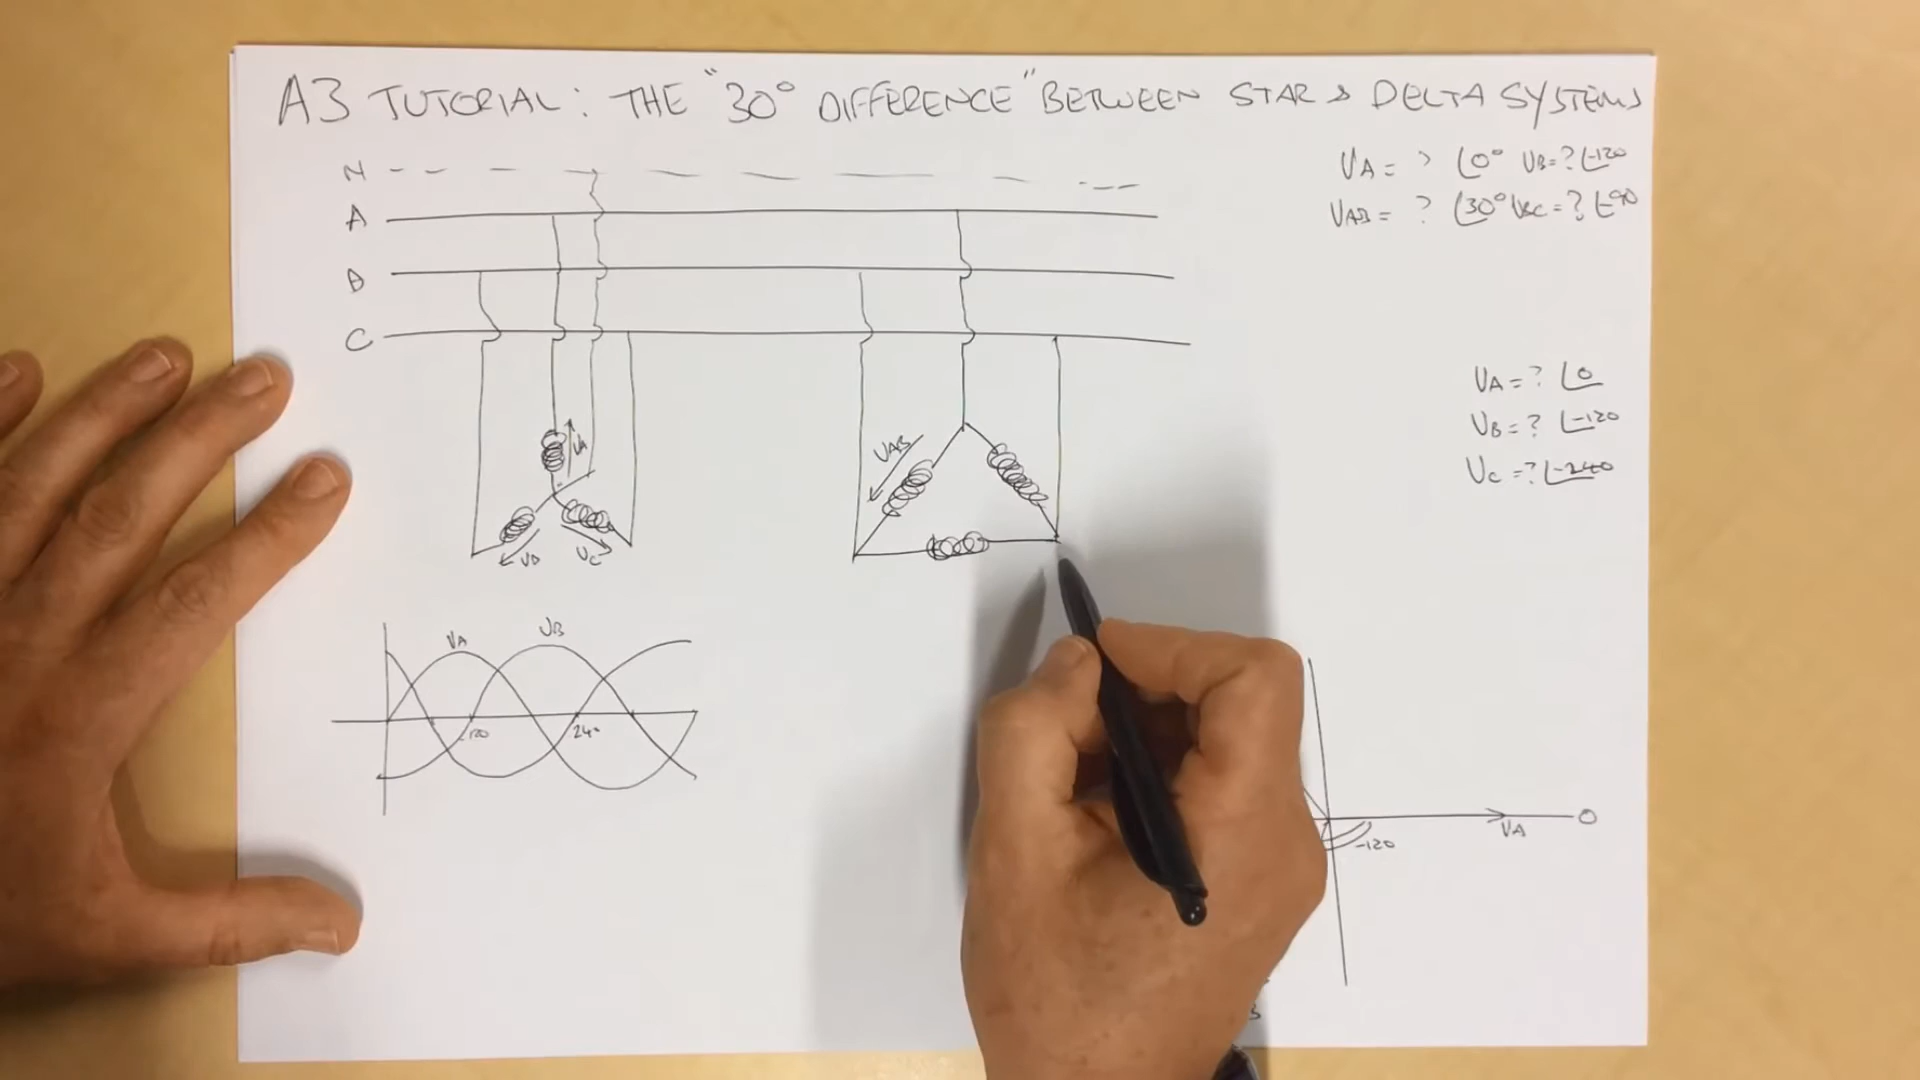 A3 TUTORIAL: THE "30° DIFFERENCE" BETWEEN STAR & DELTA SYSTEMS
VA = ? ∠0° VB = ? ∠-120
VAB = ? ∠30° VBC = ? ∠-90
N
A
B
C
VA = ? ∠0
VB = ? ∠-120
VC = ? ∠-240
VA
VB
VC
VAB
VA
VB
120
240
0
VA
-120